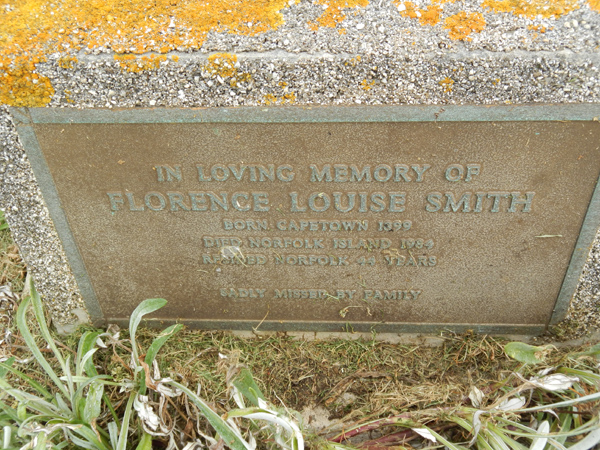 IN LOVING MEMORY OF
FLORENCE LOUISE SMITH
BORN CAPETOWN 1899
DIED NORFOLK ISLAND 1984
NORFOLK 44 YEARS
SADLY MISSED BY FAMILY